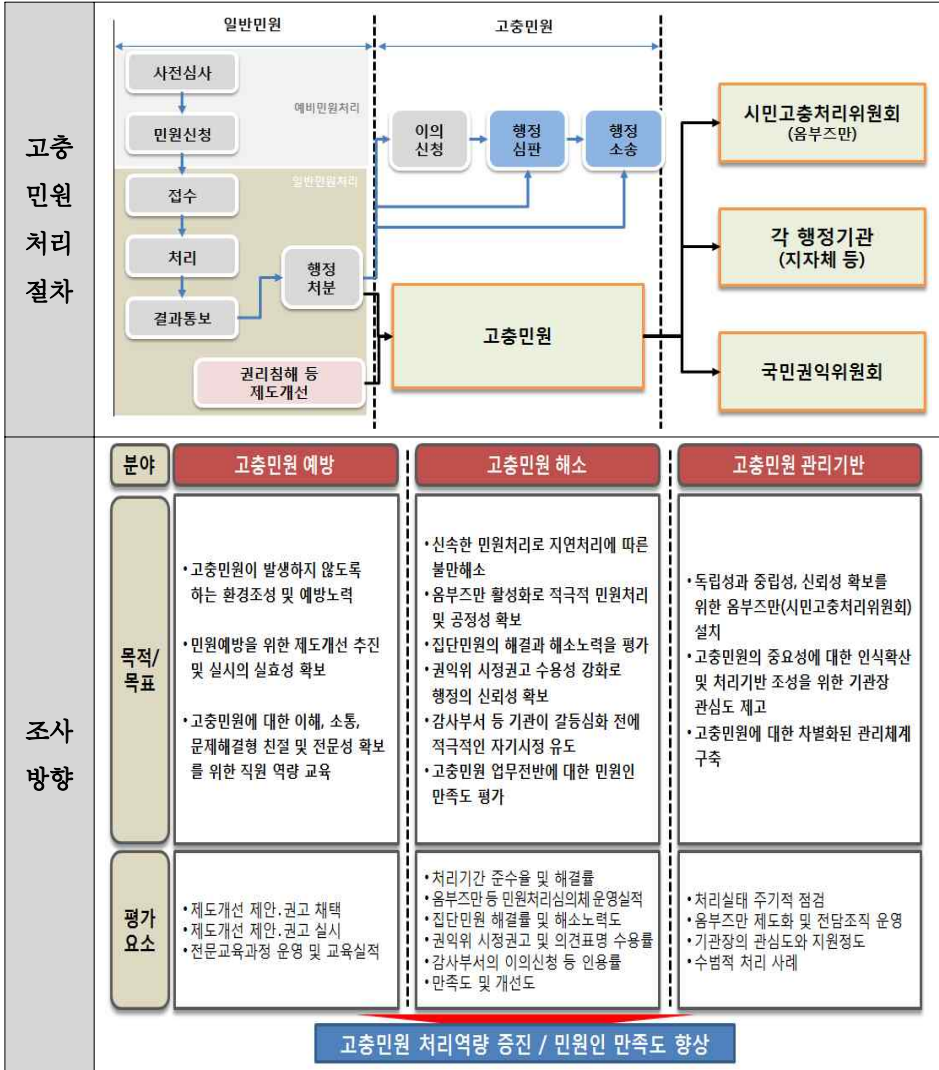 고충
민원
처리
절차
일반민원
고충민원
사전심사
예비민원처리
민원신청
일반민원처리
접수
처리
결과통보
행정
처분
권리침해 등
제도개선
이의
신청
행정
심판
행정
소송
고충민원
시민고충처리위원회
(옴부즈만)
각 행정기관
(지자체 등)
국민권익위원회
조사
방향
분야
고충민원 예방
고충민원 해소
고충민원 관리기반
목적/
목표
• 고충민원이 발생하지 않도록
하는 환경조성 및 예방노력
• 민원예방을 위한 제도개선 추진
및 실시의 실효성 확보
• 고충민원에 대한 이해, 소통,
문제해결형 친절 및 전문성 확보
를 위한 직원 역량 교육
• 신속한 민원처리로 지연처리에 따른
불만해소
• 옴부즈만 활성화로 적극적 민원처리
및 공정성 확보
• 집단민원의 해결과 해소노력을 평가
• 권익위 시정권고 수용성 강화로
행정의 신뢰성 확보
• 감사부서 등 기관이 갈등심화 전에
적극적인 자기시정 유도
• 고충민원 업무전반에 대한 민원인
만족도 평가
• 독립성과 중립성, 신뢰성 확보를
위한 옴부즈만(시민고충처리위원회)
설치
• 고충민원의 중요성에 대한 인식확산
및 처리기반 조성을 위한 기관장
관심도 제고
• 고충민원에 대한 차별화된 관리체계
구축
평가
요소
• 제도개선 제안.권고 채택
• 제도개선 제안.권고 실시
• 전문교육과정 운영 및 교육실적
• 처리기간 준수율 및 해결률
• 옴부즈만 등 민원처리심의체 운영실적
• 집단민원 해결률 및 해소노력도
• 권익위 시정권고 및 의견표명 수용률
• 감사부서의 이의신청 등 인용률
• 만족도 및 개선도
• 처리실태 주기적 점검
• 옴부즈만 제도화 및 전담조직 운영
• 기관장의 관심도와 지원정도
• 수범적 처리 사례
고충민원 처리역량 증진 / 민원인 만족도 향상